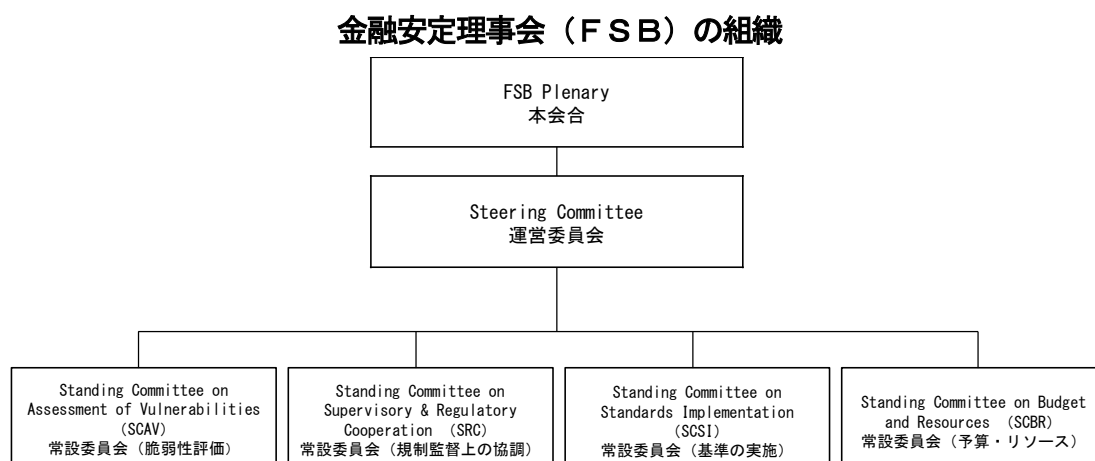 金融安定理事会（ＦＳＢ）の組織
FSB Plenary
本会合
Steering Committee
運営委員会
Standing Committee on
Assessment of Vulnerabilities
(SCAV)
常設委員会（脆弱性評価）
Standing Committee on
Supervisory & Regulatory
Cooperation (SRC)
常設委員会（規制監督上の協調）
Standing Committee on
Standards Implementation
(SCSI)
常設委員会（基準の実施）
Standing Committee on Budget
and Resources (SCBR)
常設委員会（予算・リソース）